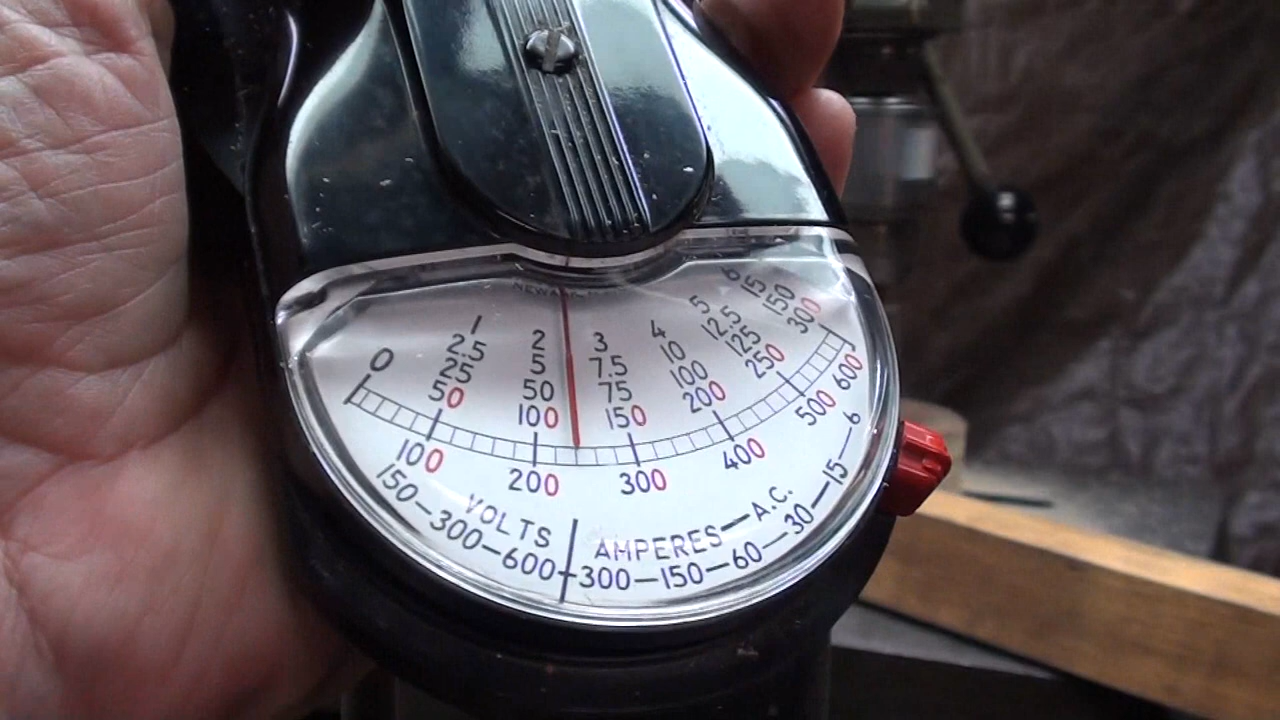 0
1 2 3 4 5 6
2.5 5 7.5 10 12.5 15
25 50 75 100 125 150
50 100 150 200 250 300
100 200 300 400 500 600
VOLTS AMPERES—A.C.
150—300—600—300—150—60—30—15—6